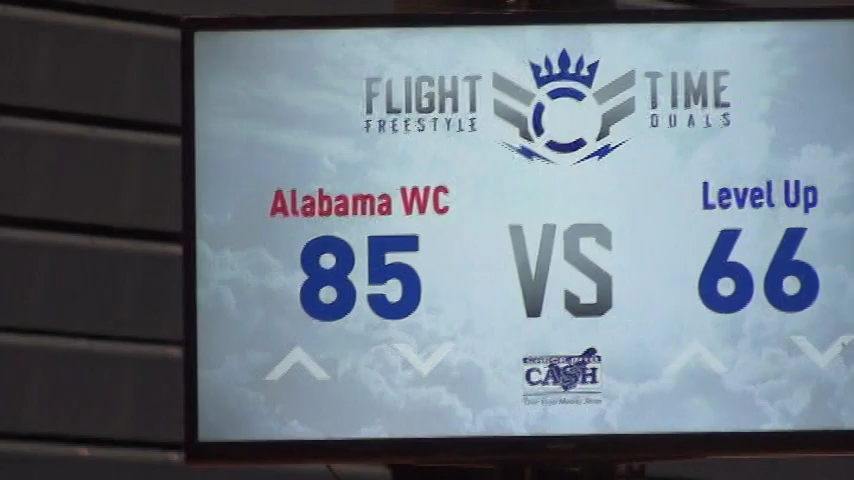 FLIGHT TIME
FREESTYLE DUALS
Alabama WC
Level Up
85 VS 66
CASH